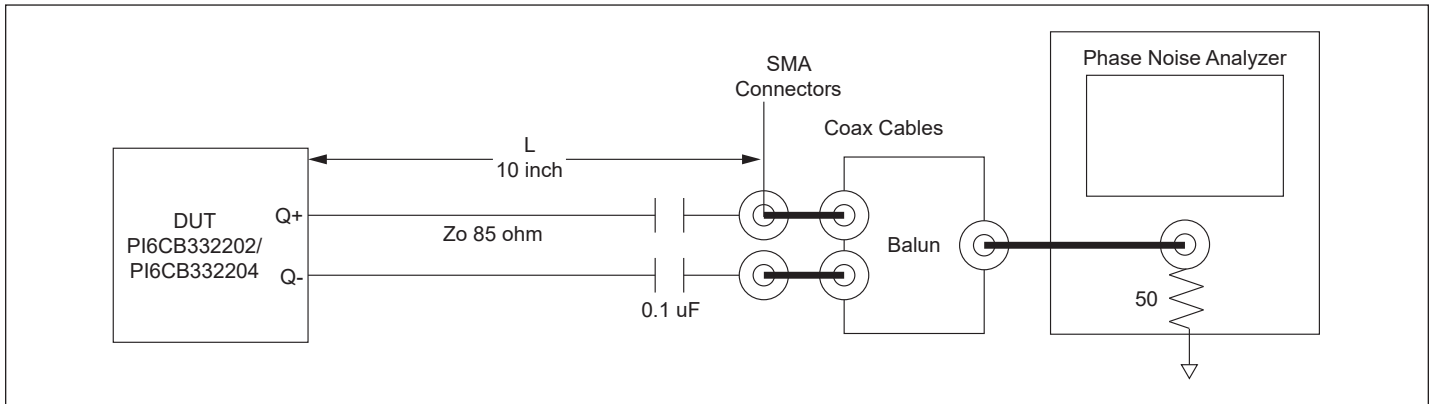 Phase Noise Analyzer
SMA
Connectors
Coax Cables
L
10 inch
DUT
PI6CB332202/
PI6CB332204
Q+
Q-
Zo 85 ohm
0.1 uF
Balun
50